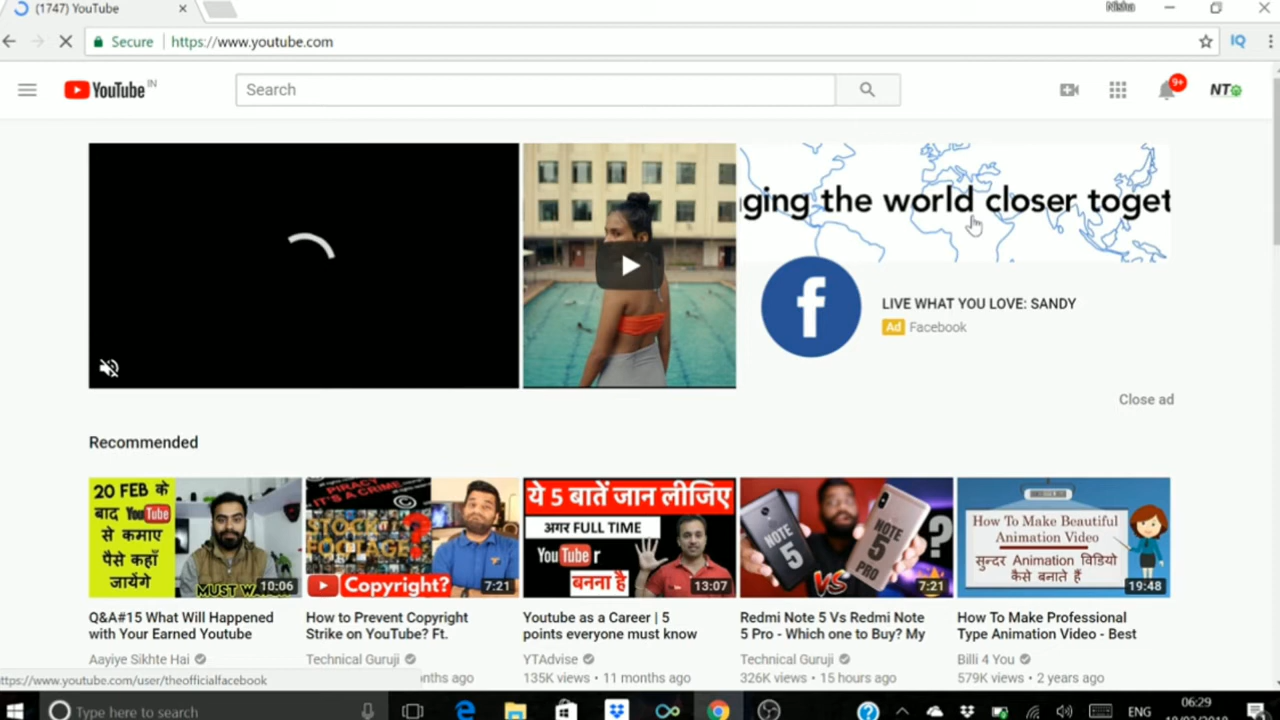 (1747) YouTube
Nisha
Secure https://www.youtube.com
YouTube IN
Search
9+
NT
ging the world closer toget
f
LIVE WHAT YOU LOVE: SANDY
Ad Facebook
Close ad
Recommended
20 FEB के
बाद YouTube
से कमाए
पैसे कहाँ
जायेंगे
10:06
PIRACY
IT'S A CRIME
STOCK
FOOTAGE
?
Copyright?
7:21
ये 5 बातें जान लीजिए
अगर FULL TIME
YouTube r
बनना है
13:07
NOTE 5
VS
NOTE 5 PRO
?
7:21
How To Make Beautiful
Animation Video
सुन्दर Animation विडियो
कैसे बनाते हैं
19:48
Q&A#15 What Will Happened
with Your Earned Youtube
Aayiye Sikhte Hai
How to Prevent Copyright
Strike on YouTube? Ft.
Technical Guruji
nths ago
Youtube as a Career | 5
points everyone must know
YTAdvise
135K views • 11 months ago
Redmi Note 5 Vs Redmi Note
5 Pro - Which one to Buy? My
Technical Guruji
326K views • 15 hours ago
How To Make Professional
Type Animation Video - Best
Billi 4 You
579K views • 2 years ago
ttps://www.youtube.com/user/theofficialfacebook
Type here to search
ENG
06:29